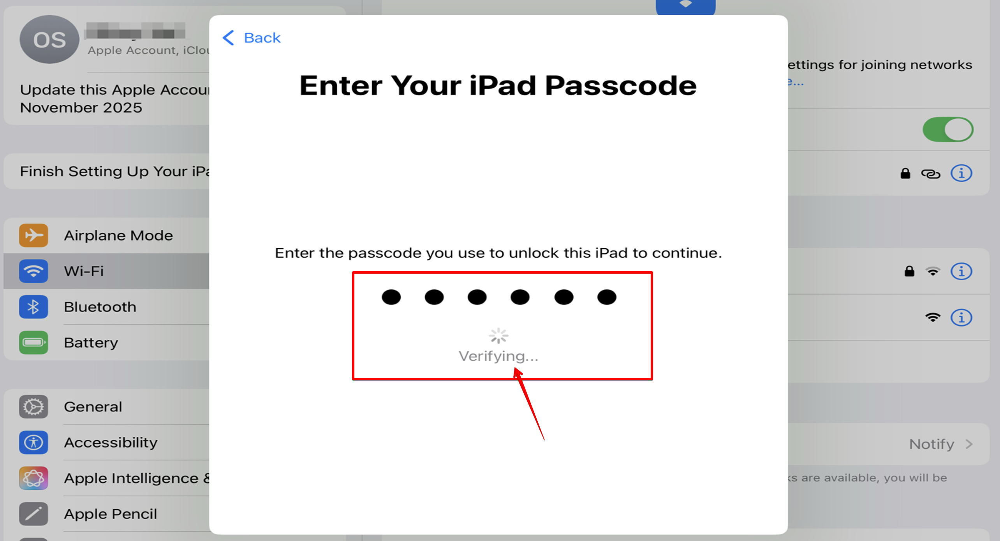 OS
Apple Account, iClou
Update this Apple Accou
November 2025
Finish Setting Up Your iPa
Airplane Mode
Wi-Fi
Bluetooth
Battery
General
Accessibility
Apple Intelligence &
Apple Pencil
Back
Enter Your iPad Passcode
Enter the passcode you use to unlock this iPad to continue.
Verifying...
ettings for joining networks
e...
Notify
ks are available, you will be